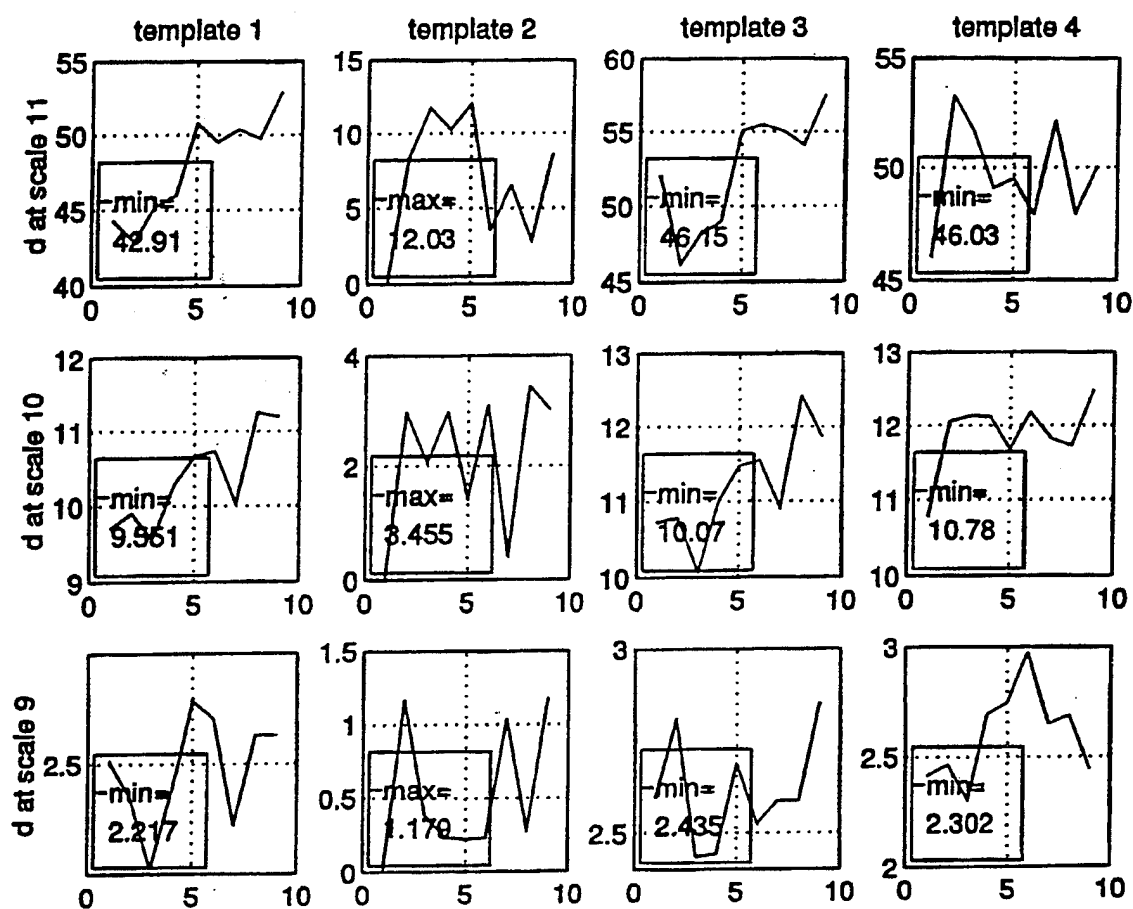 template 1 template 2 template 3 template 4
55 15 60 55
50 10 55 50
45 5 50
40 0 45 45
d at scale 11
min= max= min= min=
42.91 12.03 46.15 46.03
0 5 10 0 5 10 0 5 10 0 5 10
12 4 13 13
11 12 12
10 2 11 11
9 0 10 10
d at scale 10
min= max= min= min=
9.551 3.455 10.07 10.78
0 5 10 0 5 10 0 5 10 0 5 10
1.5 3 3
2.5 1 2.5
0.5 2.5
0 2
d at scale 9
min= max= min= min=
2.217 1.179 2.435 2.302
0 5 10 0 5 10 0 5 10 0 5 10